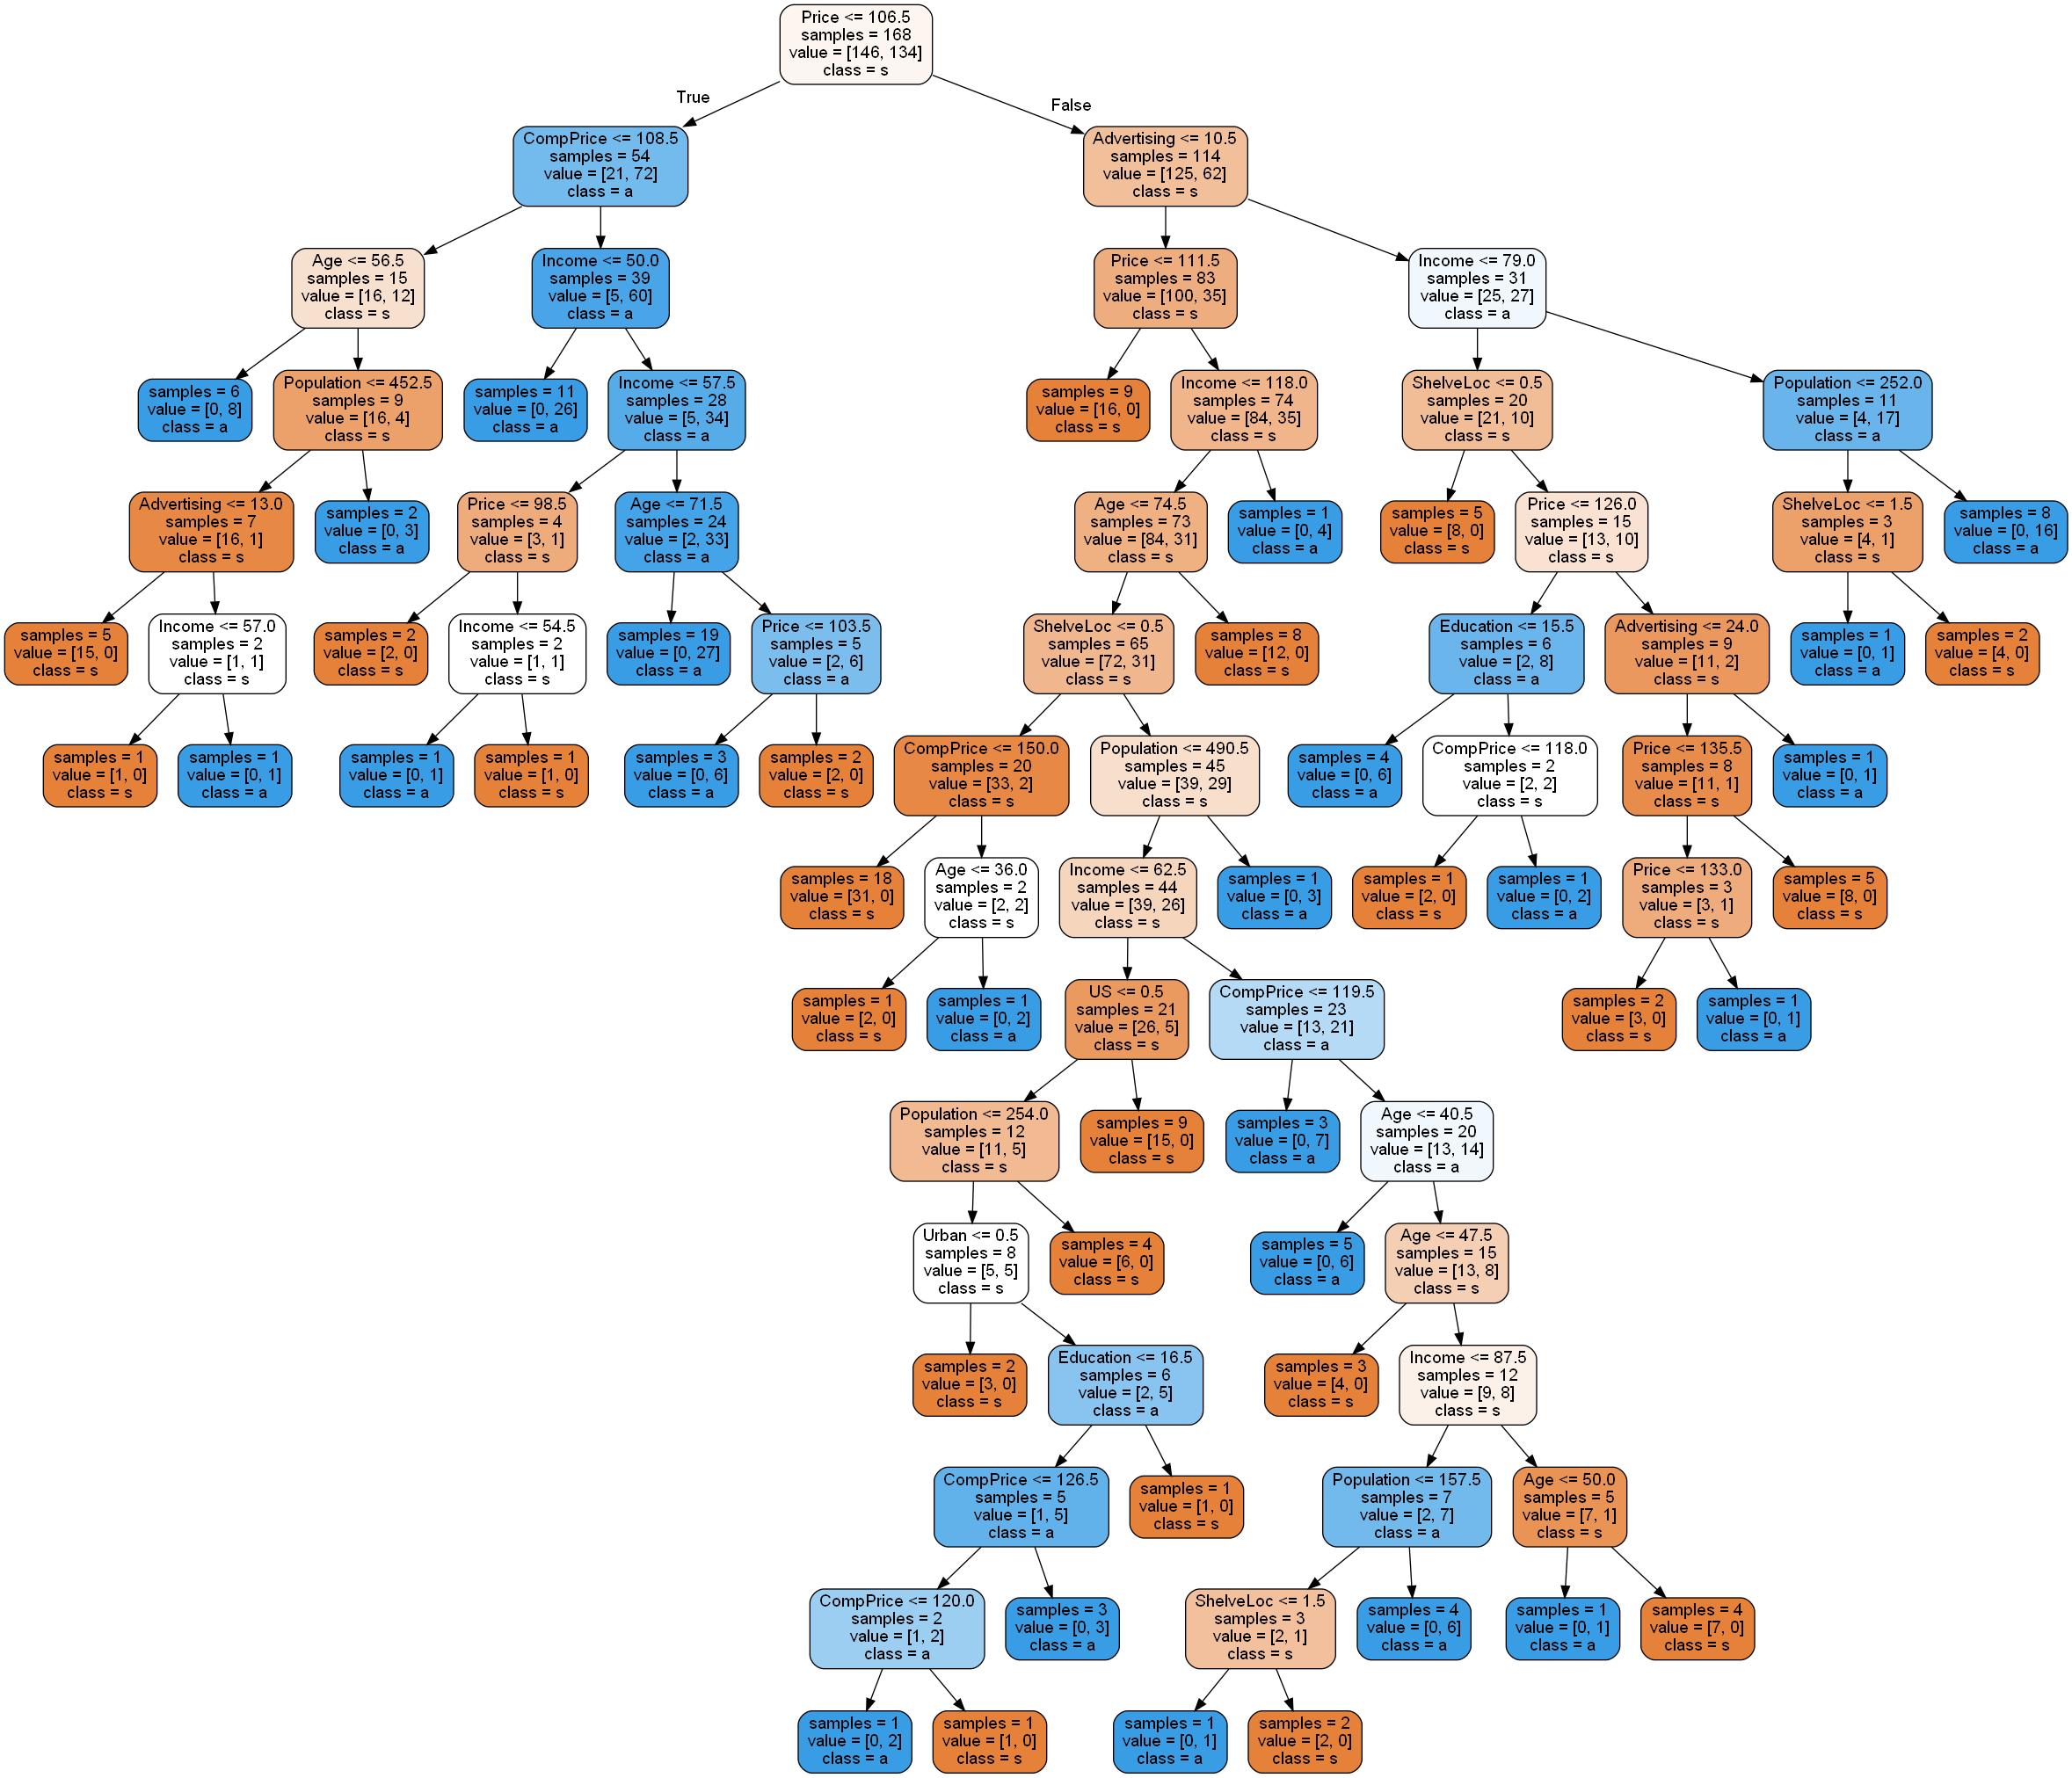 Price <= 106.5
samples = 168
value = [146, 134]
class = s
True
False
CompPrice <= 108.5
samples = 54
value = [21, 72]
class = a
Advertising <= 10.5
samples = 114
value = [125, 62]
class = s
Age <= 56.5
samples = 15
value = [16, 12]
class = s
Income <= 50.0
samples = 39
value = [5, 60]
class = a
Price <= 111.5
samples = 83
value = [100, 35]
class = s
Income <= 79.0
samples = 31
value = [25, 27]
class = a
samples = 6
value = [0, 8]
class = a
Population <= 452.5
samples = 9
value = [16, 4]
class = s
samples = 11
value = [0, 26]
class = a
Income <= 57.5
samples = 28
value = [5, 34]
class = a
samples = 9
value = [16, 0]
class = s
Income <= 118.0
samples = 74
value = [84, 35]
class = s
ShelveLoc <= 0.5
samples = 20
value = [21, 10]
class = s
Population <= 252.0
samples = 11
value = [4, 17]
class = a
Advertising <= 13.0
samples = 7
value = [16, 1]
class = s
samples = 2
value = [0, 3]
class = a
Price <= 98.5
samples = 4
value = [3, 1]
class = s
Age <= 71.5
samples = 24
value = [2, 33]
class = a
Age <= 74.5
samples = 73
value = [84, 31]
class = s
samples = 1
value = [0, 4]
class = a
samples = 5
value = [8, 0]
class = s
Price <= 126.0
samples = 15
value = [13, 10]
class = s
ShelveLoc <= 1.5
samples = 3
value = [4, 1]
class = s
samples = 8
value = [0, 16]
class = a
samples = 5
value = [15, 0]
class = s
Income <= 57.0
samples = 2
value = [1, 1]
class = s
samples = 2
value = [2, 0]
class = s
Income <= 54.5
samples = 2
value = [1, 1]
class = s
samples = 19
value = [0, 27]
class = a
Price <= 103.5
samples = 5
value = [2, 6]
class = a
ShelveLoc <= 0.5
samples = 65
value = [72, 31]
class = s
samples = 8
value = [12, 0]
class = s
Education <= 15.5
samples = 6
value = [2, 8]
class = a
Advertising <= 24.0
samples = 9
value = [11, 2]
class = s
samples = 1
value = [0, 1]
class = a
samples = 2
value = [4, 0]
class = s
samples = 1
value = [1, 0]
class = s
samples = 1
value = [0, 1]
class = a
samples = 1
value = [0, 1]
class = a
samples = 1
value = [1, 0]
class = s
samples = 3
value = [0, 6]
class = a
samples = 2
value = [2, 0]
class = s
CompPrice <= 150.0
samples = 20
value = [33, 2]
class = s
Population <= 490.5
samples = 45
value = [39, 29]
class = s
samples = 4
value = [0, 6]
class = a
CompPrice <= 118.0
samples = 2
value = [2, 2]
class = s
Price <= 135.5
samples = 8
value = [11, 1]
class = s
samples = 1
value = [0, 1]
class = a
samples = 18
value = [31, 0]
class = s
Age <= 36.0
samples = 2
value = [2, 2]
class = s
Income <= 62.5
samples = 44
value = [39, 26]
class = s
samples = 1
value = [0, 3]
class = a
samples = 1
value = [2, 0]
class = s
samples = 1
value = [0, 2]
class = a
Price <= 133.0
samples = 3
value = [3, 1]
class = s
samples = 5
value = [8, 0]
class = s
samples = 1
value = [2, 0]
class = s
samples = 1
value = [0, 2]
class = a
US <= 0.5
samples = 21
value = [26, 5]
class = s
CompPrice <= 119.5
samples = 23
value = [13, 21]
class = a
samples = 2
value = [3, 0]
class = s
samples = 1
value = [0, 1]
class = a
Population <= 254.0
samples = 12
value = [11, 5]
class = s
samples = 9
value = [15, 0]
class = s
samples = 3
value = [0, 7]
class = a
Age <= 40.5
samples = 20
value = [13, 14]
class = a
Urban <= 0.5
samples = 8
value = [5, 5]
class = s
samples = 4
value = [6, 0]
class = s
samples = 5
value = [0, 6]
class = a
Age <= 47.5
samples = 15
value = [13, 8]
class = s
samples = 2
value = [3, 0]
class = s
Education <= 16.5
samples = 6
value = [2, 5]
class = a
samples = 3
value = [4, 0]
class = s
Income <= 87.5
samples = 12
value = [9, 8]
class = s
CompPrice <= 126.5
samples = 5
value = [1, 5]
class = a
samples = 1
value = [1, 0]
class = s
Population <= 157.5
samples = 7
value = [2, 7]
class = a
Age <= 50.0
samples = 5
value = [7, 1]
class = s
CompPrice <= 120.0
samples = 2
value = [1, 2]
class = a
samples = 3
value = [0, 3]
class = a
ShelveLoc <= 1.5
samples = 3
value = [2, 1]
class = s
samples = 4
value = [0, 6]
class = a
samples = 1
value = [0, 1]
class = a
samples = 4
value = [7, 0]
class = s
samples = 1
value = [0, 2]
class = a
samples = 1
value = [1, 0]
class = s
samples = 1
value = [0, 1]
class = a
samples = 2
value = [2, 0]
class = s